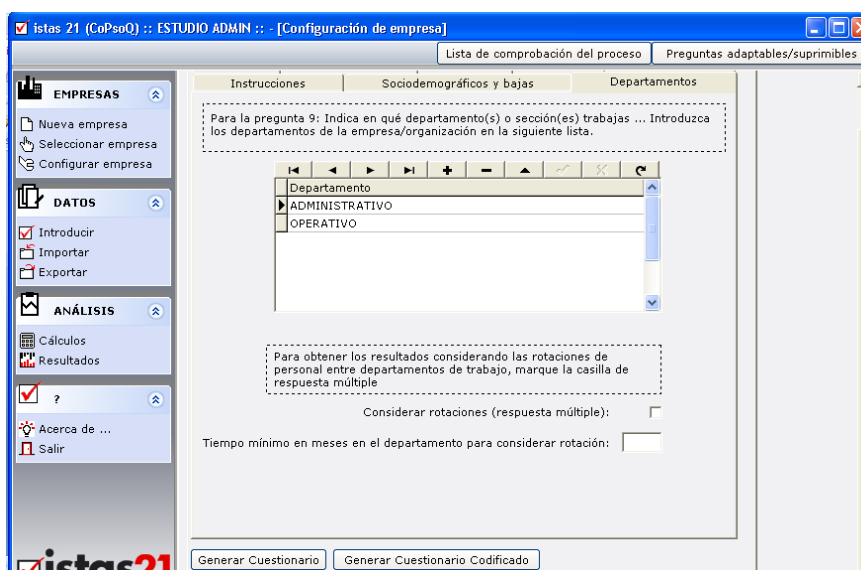 istas 21 (CoPsoQ) :: ESTUDIO ADMIN :: - [Configuración de empresa]
Lista de comprobación del proceso
Preguntas adaptables/suprimibles
EMPRESAS
Nueva empresa
Seleccionar empresa
Configurar empresa
DATOS
Introducir
Importar
Exportar
ANÁLISIS
Cálculos
Resultados
?
Acerca de ...
Salir
istas21
Instrucciones
Sociodemográficos y bajas
Departamentos
Para la pregunta 9: Indica en qué departamento(s) o sección(es) trabajas ... Introduzca
los departamentos de la empresa/organización en la siguiente lista.
Departamento
ADMINISTRATIVO
OPERATIVO
Para obtener los resultados considerando las rotaciones de
personal entre departamentos de trabajo, marque la casilla de
respuesta múltiple
Considerar rotaciones (respuesta múltiple):
Tiempo mínimo en meses en el departamento para considerar rotación:
Generar Cuestionario
Generar Cuestionario Codificado